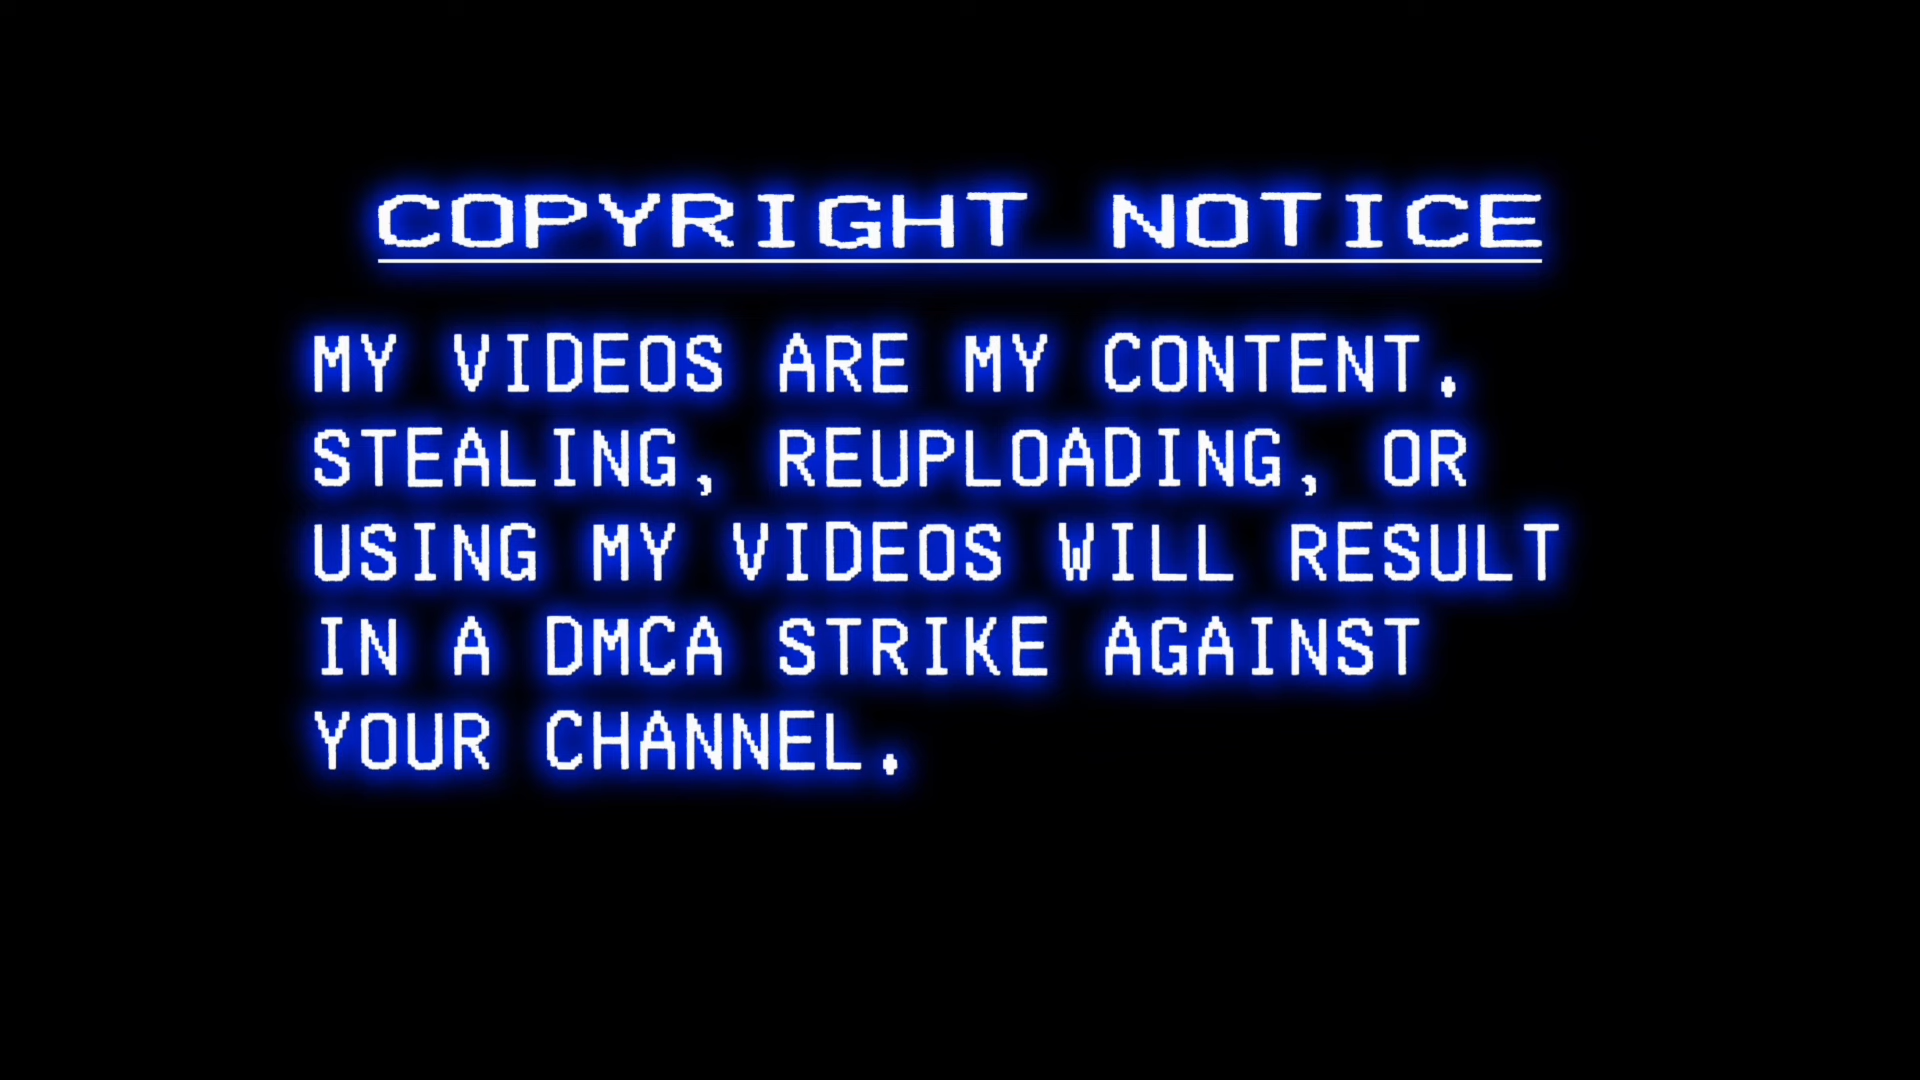 COPYRIGHT NOTICE
MY VIDEOS ARE MY CONTENT.
STEALING, REUPLOADING, OR
USING MY VIDEOS WILL RESULT
IN A DMCA STRIKE AGAINST
YOUR CHANNEL.